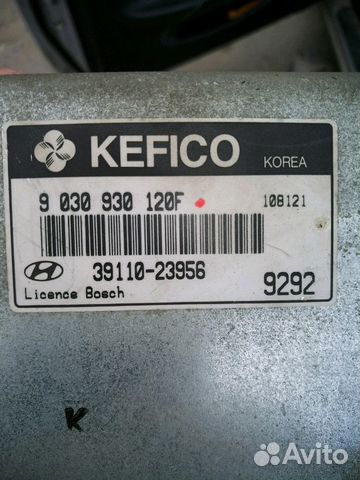 KEFICO KOREA
9 030 930 120F 108121
39110-23956
Licence Bosch 9292
K
Avito